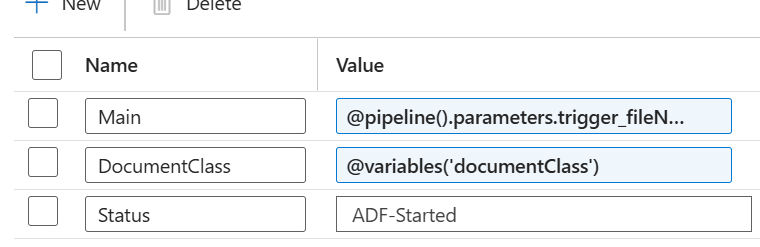 New Delete
Name Value
Main @pipeline().parameters.trigger_fileN...
DocumentClass @variables('documentClass')
Status ADF-Started